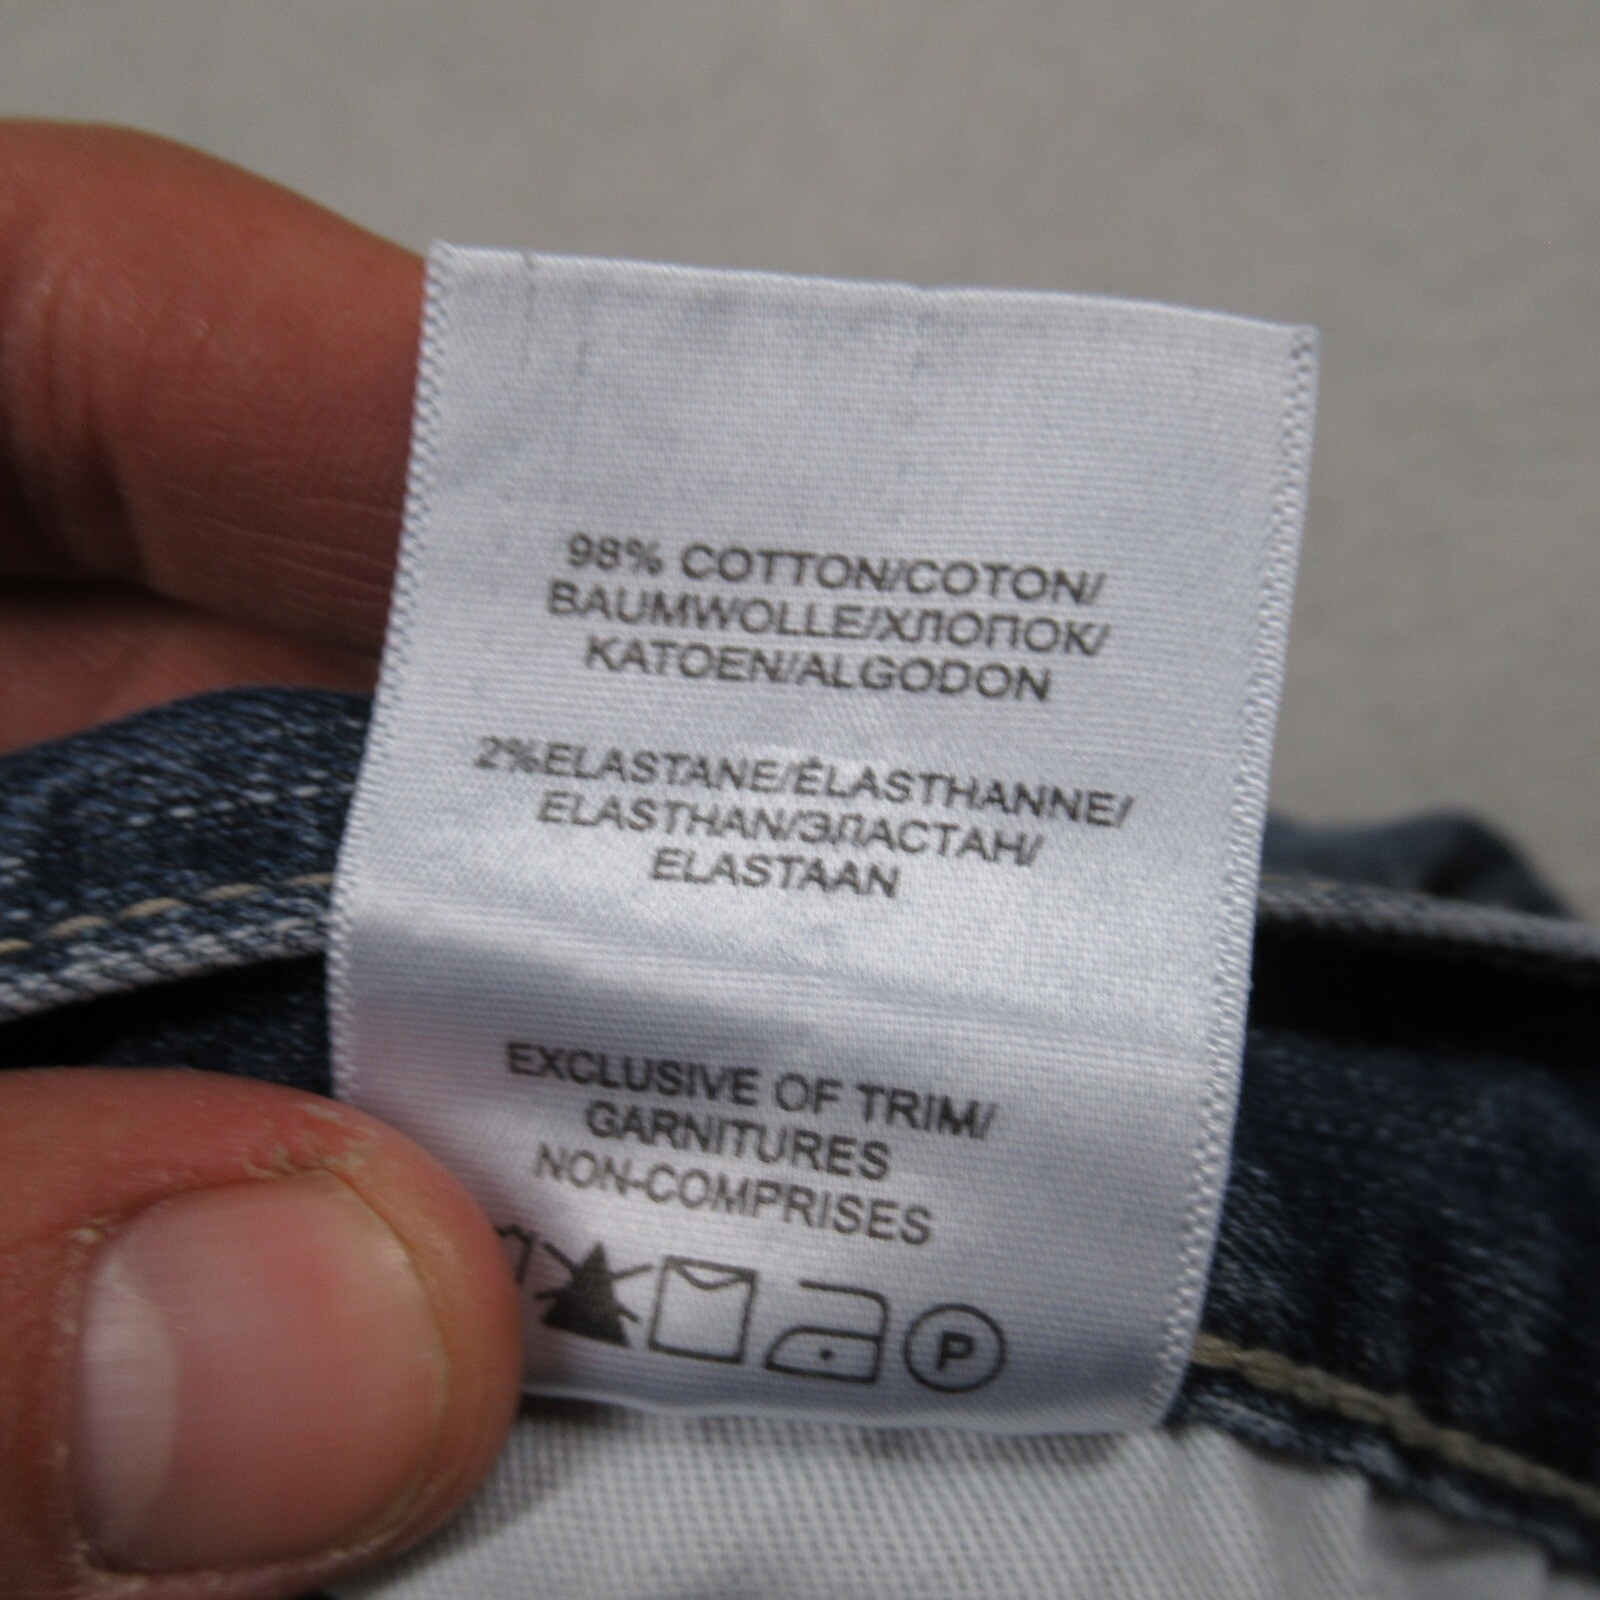 98% COTTON/COTON/
BAUMWOLLE/ХЛОПОК/
KATOEN/ALGODON
2%ELASTANE/ÉLASTHANNE/
ELASTHAN/ЭЛАСТАН/
ELASTAAN
EXCLUSIVE OF TRIM/
GARNITURES
NON-COMPRISES
P